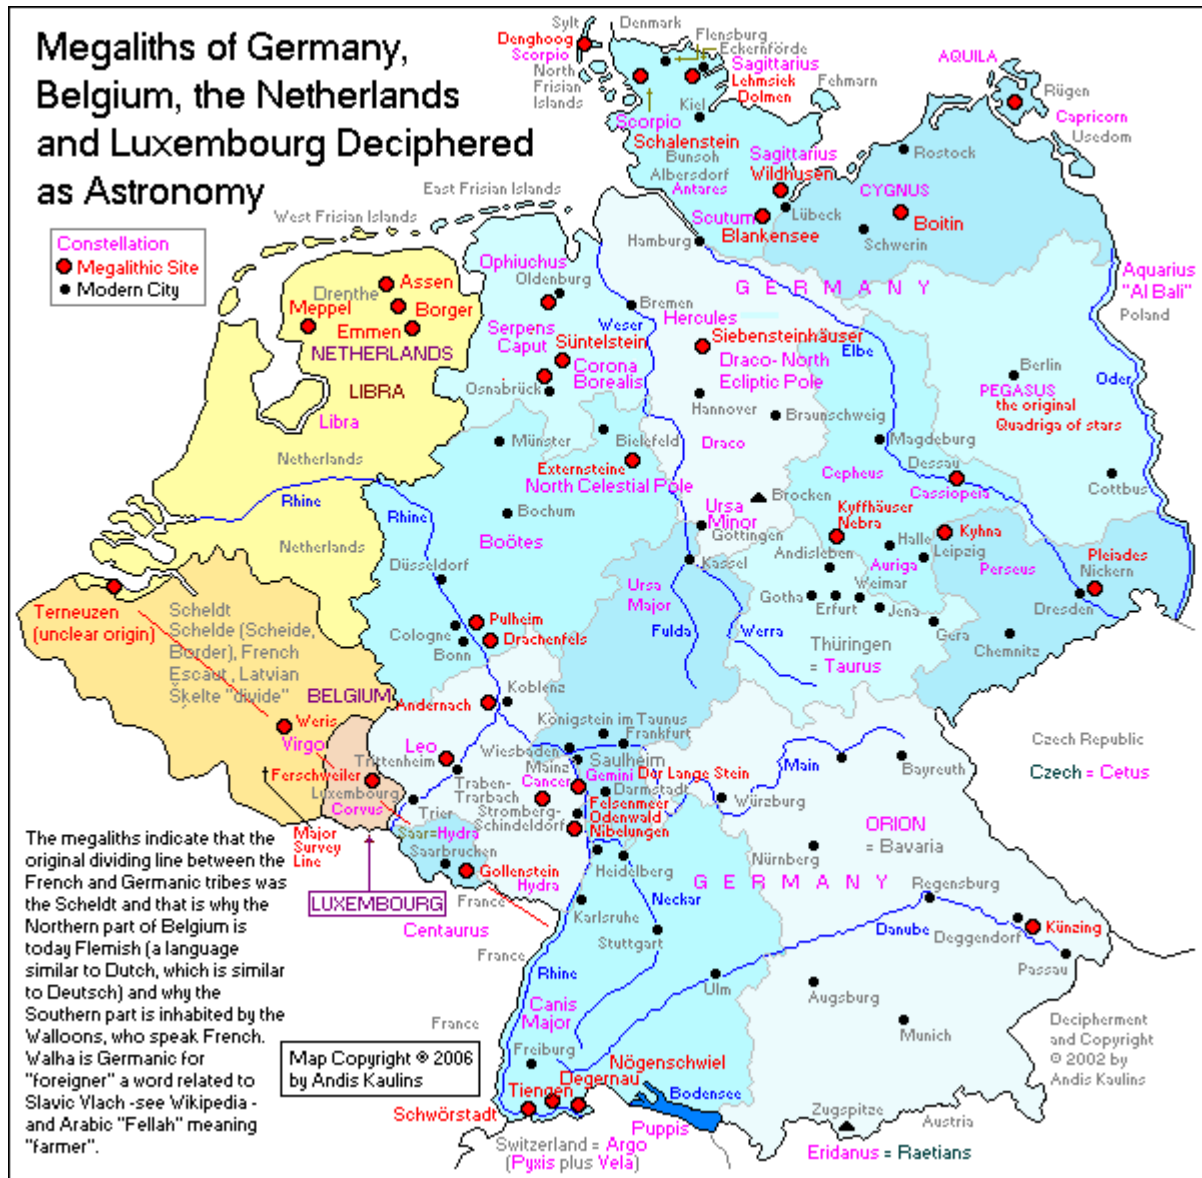 Megaliths of Germany,
Belgium, the Netherlands
and Luxembourg Deciphered
as Astronomy
Constellation
Megalithic Site
Modern City
Sylt
Denmark
Denghoog
Scorpio
Flensburg
Eckernförde
Sagittarius
North
Frisian
Islands
Lehmsiek
Dolmen
Fehmarn
Kiel
Scorpio
Schalenstein
Bunsoh
Albersdorf
Antares
AQUILA
Rügen
Capricorn
Usedom
Rostock
Sagittarius
Wildhusen
CYGNUS
Scutum
Lübeck
Blankensee
Boitin
Schwerin
Hamburg
East Frisian Islands
West Frisian Islands
Ophiuchus
Oldenburg
GERMANY
Aquarius
"Al Bali"
Poland
Assen
Drenthe
Meppel
Borger
Emmen
NETHERLANDS
LIBRA
Libra
Netherlands
Bremen
Weser
Hercules
Serpens
Caput
Süntelstein
Corona
Borealis
Osnabrück
Siebensteinhäuser
Draco- North
Ecliptic Pole
Elbe
Berlin
Oder
PEGASUS
the original
Quadriga of stars
Hannover
Braunschweig
Münster
Bielefeld
Draco
Magdeburg
Externsteine
North Celestial Pole
Cepheus
Dessau
Cassiopeia
Cottbus
Rhine
Rhine
Bochum
Ursa
Minor
Brocken
Göttingen
Kyffhäuser
Nebra
Andisleben
Halle
Kyhna
Leipzig
Netherlands
Boötes
Düsseldorf
Kassel
Auriga
Perseus
Pleiades
Nickern
Ursa
Major
Weimar
Gotha
Erfurt
Jena
Dresden
Gera
Chemnitz
Terneuzen
(unclear origin)
Scheldt
Schelde (Scheide,
Border), French
Escaut , Latvian
Šķelte "divide"
Pulheim
Drachenfels
Cologne
Bonn
Fulda
Werra
Thüringen
= Taurus
BELGIUM
Andernach
Koblenz
Weris
Virgo
Leo
Trittenheim
Ferschweiler
Luxembourg
Corvus
Königstein im Taunus
Frankfurt
Wiesbaden
Mainz
Saulheim
Gemini
Der Lange Stein
Main
Bayreuth
Czech Republic
Czech = Cetus
Traben-
Trarbach
Cancer
Darmstadt
Stromberg-
Schindeldorf
Felsenmeer
Odenwald
Nibelungen
Würzburg
Trier
Saar=Hydra
Saarbrucken
ORION
= Bavaria
Nürnberg
Major
Survey
Line
Gollenstein
Hydra
Heidelberg
GERMANY
Regensburg
LUXEMBOURG
France
Karlsruhe
Neckar
Centaurus
Stuttgart
Danube
Deggendorf
Künzing
Passau
France
Rhine
Ulm
Augsburg
Canis
Major
France
Freiburg
Munich
Decipherment
and Copyright
© 2002 by
Andis Kaulins
The megaliths indicate that the
original dividing line between the
French and Germanic tribes was
the Scheldt and that is why the
Northern part of Belgium is
today Flemish (a language
similar to Dutch, which is similar
to Deutsch) and why the
Southern part is inhabited by the
Walloons, who speak French.
Walha is Germanic for
"foreigner" a word related to
Slavic Vlach -see Wikipedia -
and Arabic "Fellah" meaning
"farmer".
Map Copyright © 2006
by Andis Kaulins
Nögenschwiel
Degernau
Tiengen
Bodensee
Schwörstadt
Puppis
Zugspitze
Austria
Switzerland = Argo
(Pyxis plus Vela)
Eridanus = Raetians